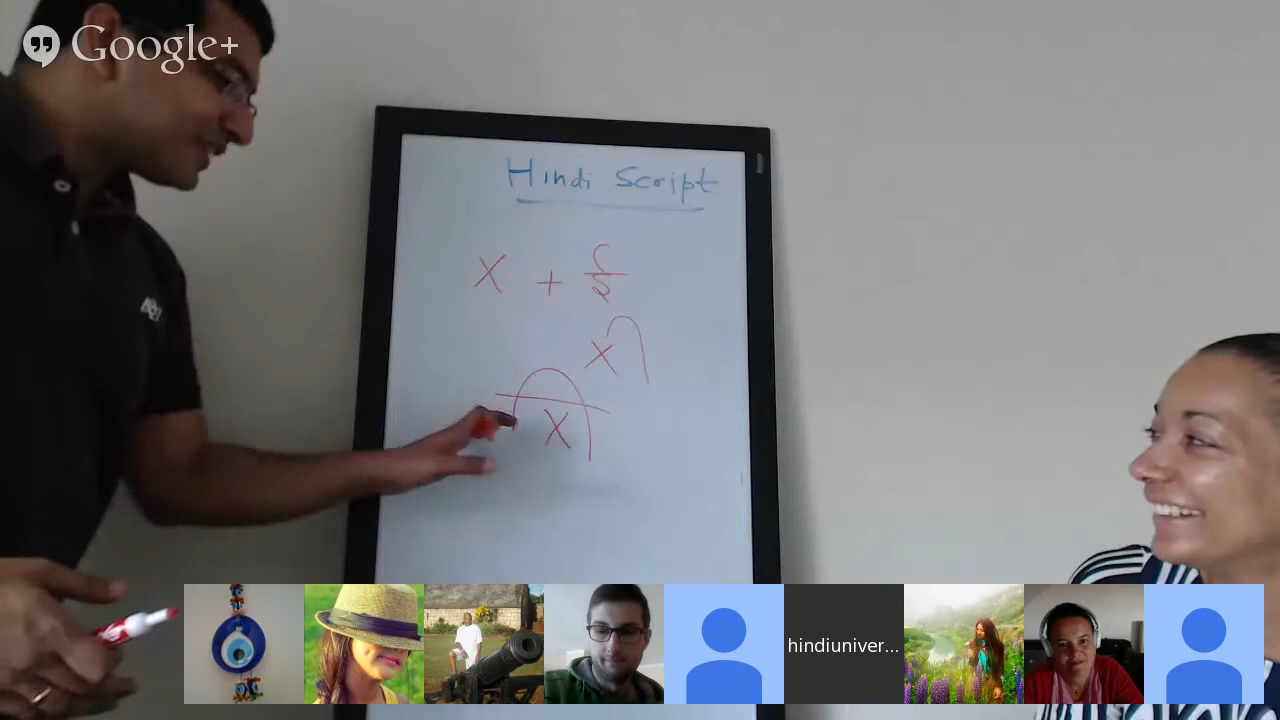 Google+
Hindi Script
X + ई
X
X
hindiuniver...